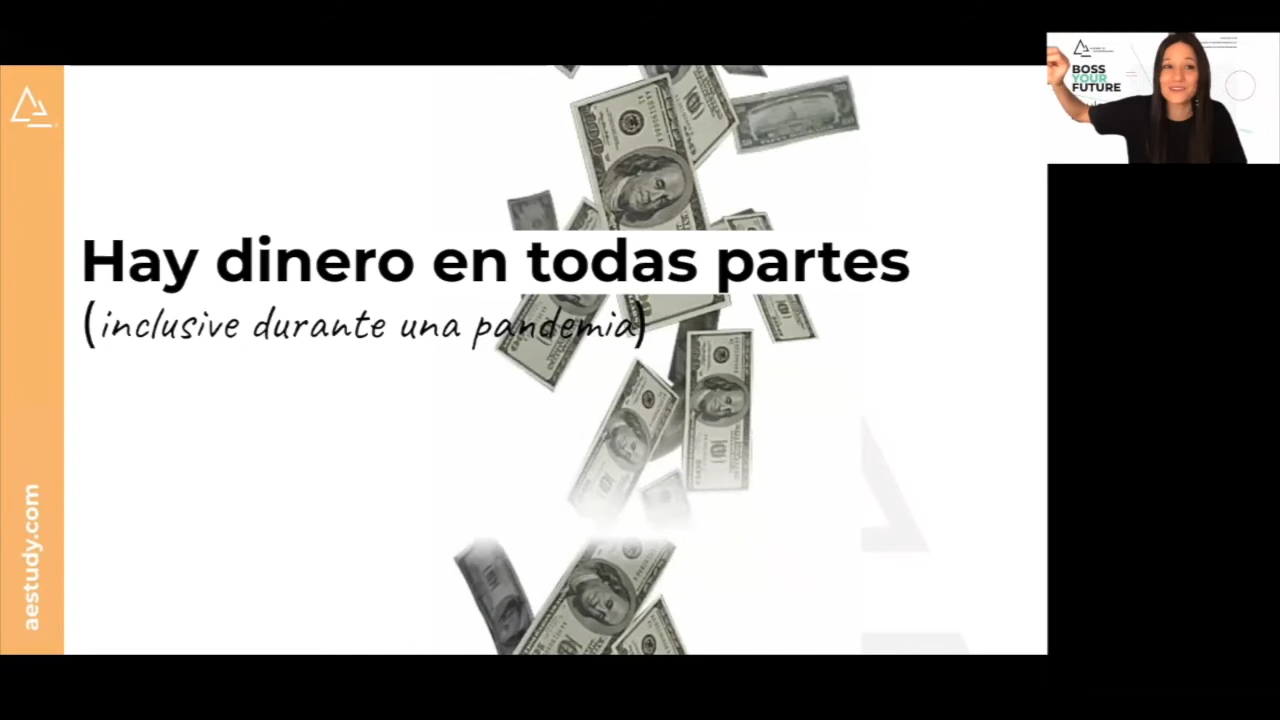 Hay dinero en todas partes
(inclusive durante una pandemia)
aestudy.com
BOSS
YOUR
FUTURE